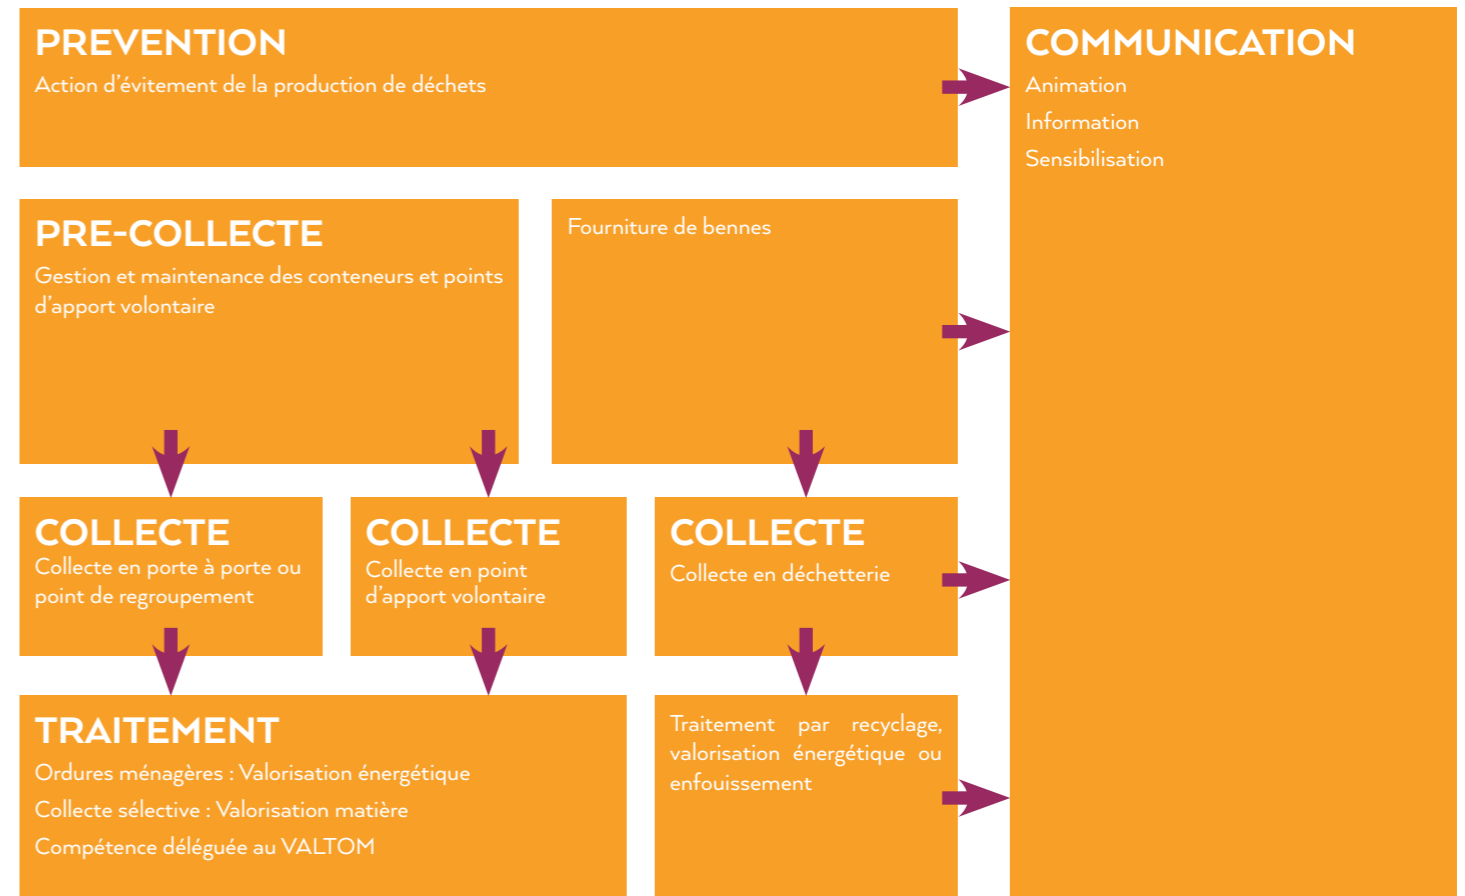 PREVENTION
Action d’évitement de la production de déchets
COMMUNICATION
Animation
Information
Sensibilisation
PRE-COLLECTE
Gestion et maintenance des conteneurs et points
d’apport volontaire
Fourniture de bennes
COLLECTE
Collecte en porte à porte ou
point de regroupement
COLLECTE
Collecte en point
d’apport volontaire
COLLECTE
Collecte en déchetterie
TRAITEMENT
Ordures ménagères : Valorisation énergétique
Collecte sélective : Valorisation matière
Compétence déléguée au VALTOM
Traitement par recyclage,
valorisation énergétique ou
enfouissement